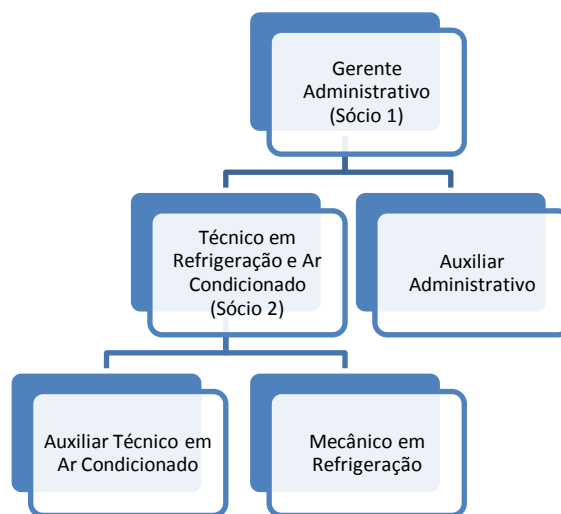 Gerente
Administrativo
(Sócio 1)
Técnico em
Refrigeração e Ar
Condicionado
(Sócio 2)
Auxiliar
Administrativo
Auxiliar Técnico em
Ar Condicionado
Mecânico em
Refrigeração